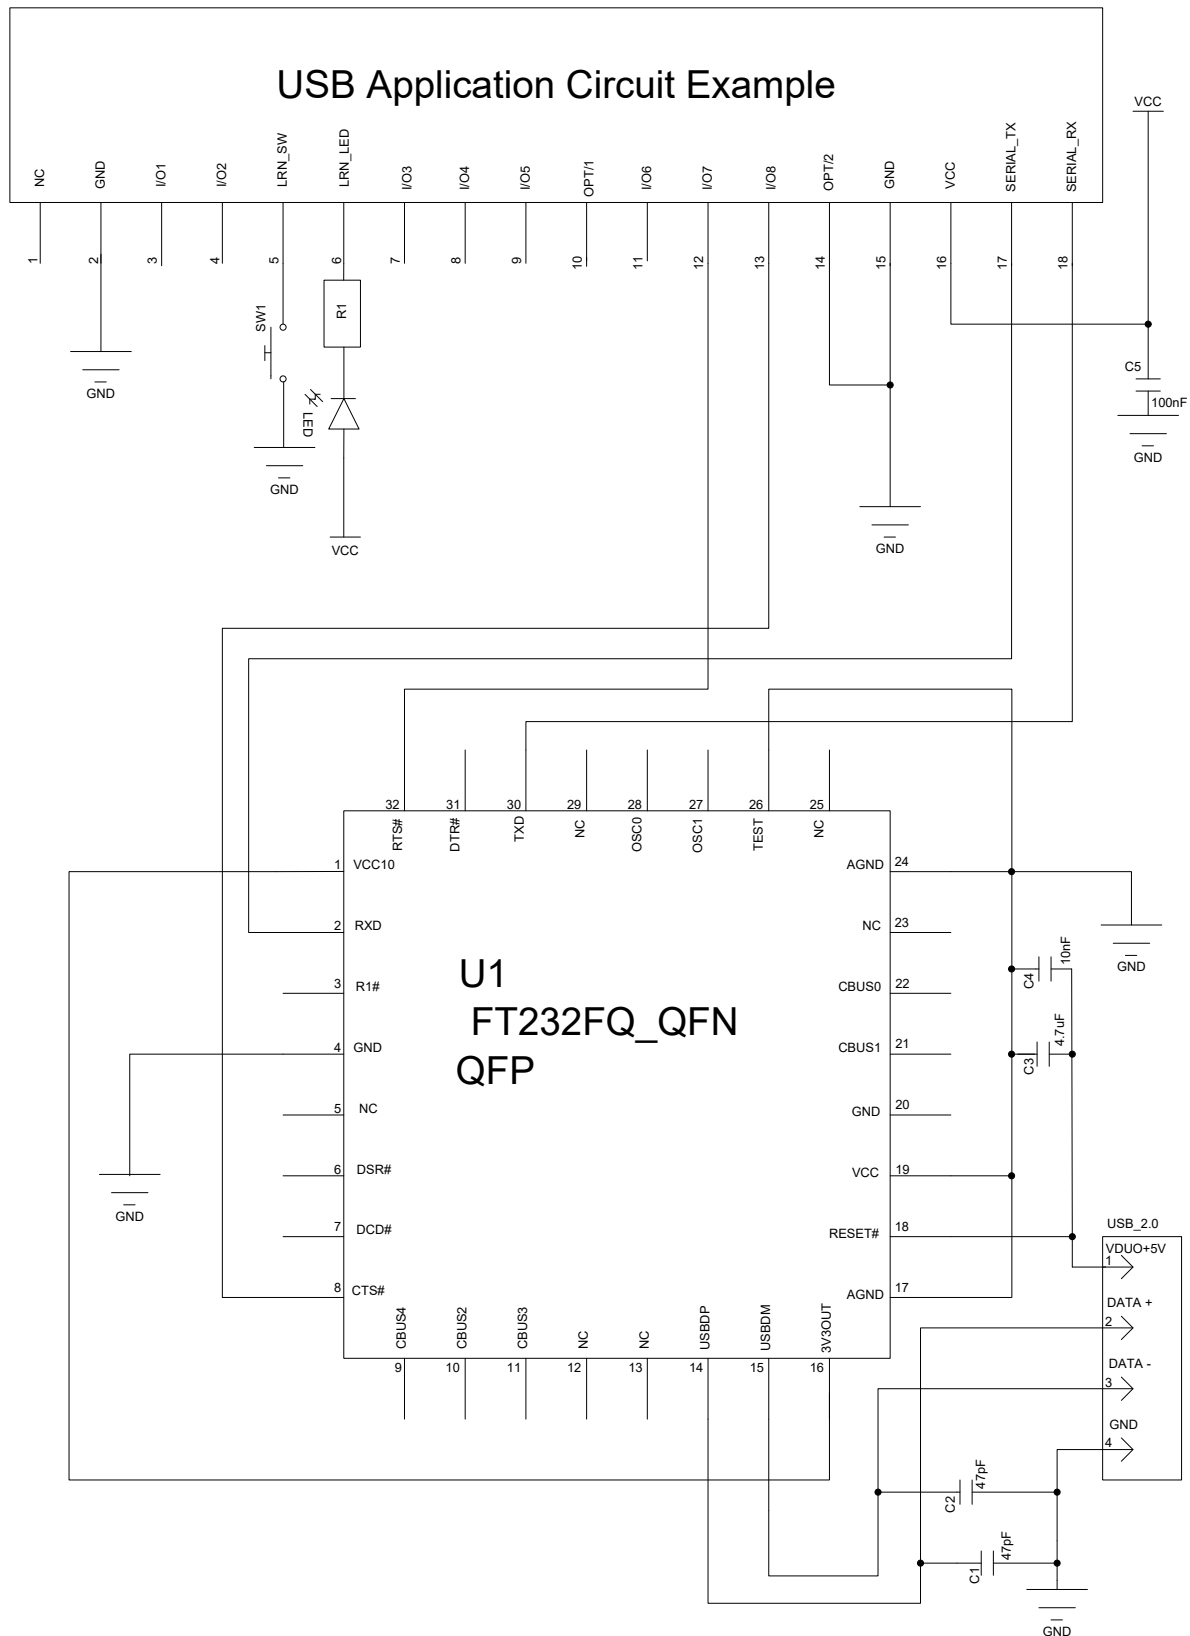 USB Application Circuit Example
NC
GND
I/O1
I/O2
LRN_SW
LRN_LED
I/O3
I/O4
I/O5
OPT/1
I/O6
I/O7
I/O8
OPT/2
GND
VCC
SERIAL_TX
SERIAL_RX
1
2
3
4
5
6
7
8
9
10
11
12
13
14
15
16
17
18
VCC
C5
100nF
GND
GND
SW1
GND
R1
LED
VCC
GND
32
31
30
29
28
27
26
25
RTS#
DTR#
TXD
NC
OSC0
OSC1
TEST
NC
1
VCC10
2
RXD
3
R1#
4
GND
5
NC
6
DSR#
7
DCD#
8
CTS#
GND
U1
FT232FQ_QFN
QFP
AGND
24
NC
23
CBUS0
22
CBUS1
21
GND
20
VCC
19
RESET#
18
AGND
17
GND
C4
10nF
C3
4.7uF
CBUS4
CBUS2
CBUS3
NC
NC
USBDP
USBDM
3V3OUT
9
10
11
12
13
14
15
16
USB_2.0
VDUO+5V
1
DATA +
2
DATA -
3
GND
4
C2
47pF
C1
47pF
GND